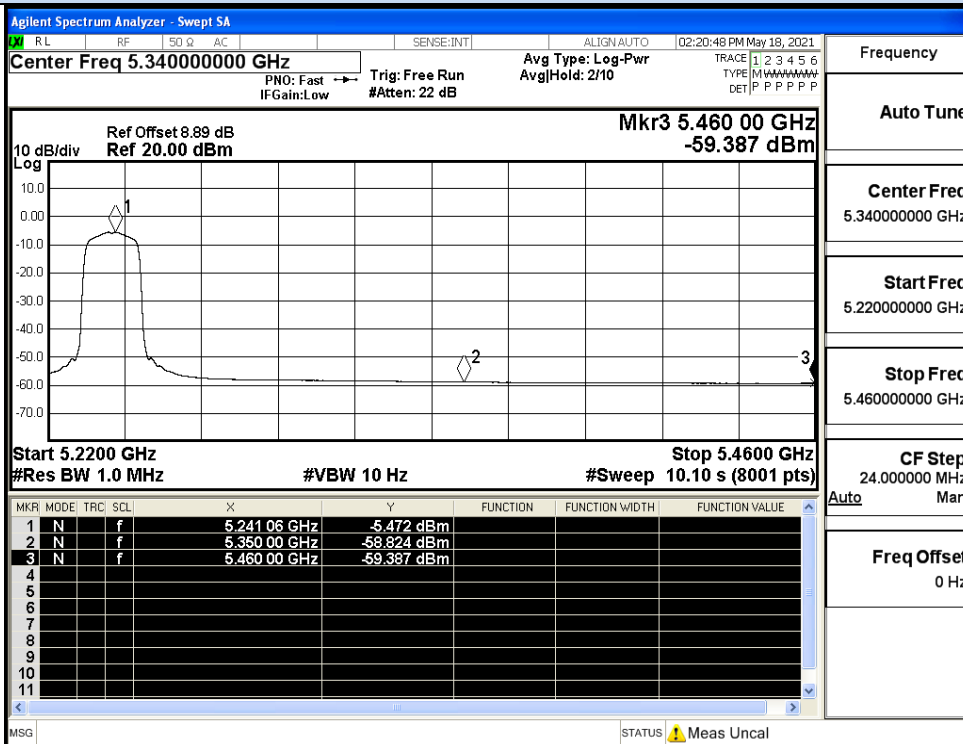 Agilent Spectrum Analyzer - Swept SA
LXI RL RF 50 Ω AC SENSE:INT ALIGN AUTO 02:20:48 PM May 18, 2021
Center Freq 5.340000000 GHz
PNO: Fast
IFGain:Low
Trig: Free Run
#Atten: 22 dB
Avg Type: Log-Pwr
Avg|Hold: 2/10
TRACE 1 2 3 4 5 6
TYPE M WWWWW
DET P P P P P P
Ref Offset 8.89 dB
10 dB/div Ref 20.00 dBm
Log
Mkr3 5.460 00 GHz
-59.387 dBm
10.0
0.00
-10.0
-20.0
-30.0
-40.0
-50.0
-60.0
-70.0
1
2
3
Start 5.2200 GHz Stop 5.4600 GHz
#Res BW 1.0 MHz #VBW 10 Hz #Sweep 10.10 s (8001 pts)
MKR MODE TRC SCL X Y FUNCTION FUNCTION WIDTH FUNCTION VALUE
1 N f 5.241 06 GHz -5.472 dBm
2 N f 5.350 00 GHz -58.824 dBm
3 N f 5.460 00 GHz -59.387 dBm
4
5
6
7
8
9
10
11
MSG STATUS Meas Uncal
Frequency
Auto Tune
Center Freq
5.340000000 GHz
Start Freq
5.220000000 GHz
Stop Freq
5.460000000 GHz
CF Step
24.000000 MHz
Auto Man
Freq Offset
0 Hz